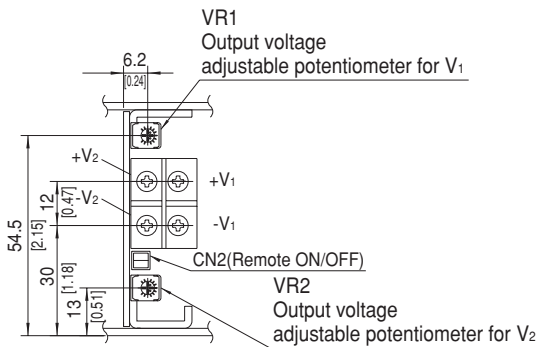 VR1
Output voltage
adjustable potentiometer for V1
6.2
[0.24]
+V2
+V1
12
[0.47]
-V2
-V1
54.5
[2.15]
CN2(Remote ON/OFF)
30
[1.18]
13
[0.51]
VR2
Output voltage
adjustable potentiometer for V2